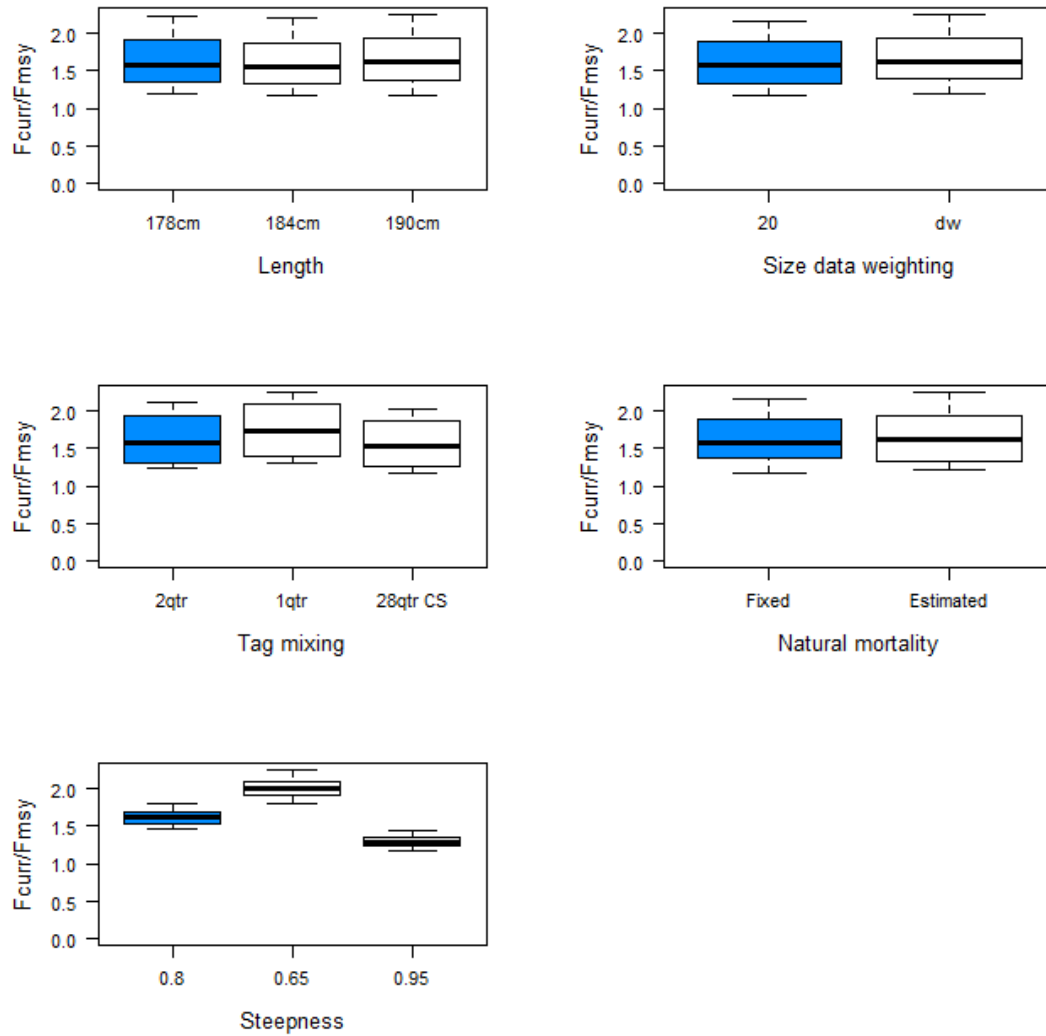 Fcurr/Fmsy
2.0
1.5
1.0
0.5
0.0
178cm 184cm 190cm
Length
Fcurr/Fmsy
2.0
1.5
1.0
0.5
0.0
20 dw
Size data weighting
Fcurr/Fmsy
2.0
1.5
1.0
0.5
0.0
2qtr 1qtr 28qtr CS
Tag mixing
Fcurr/Fmsy
2.0
1.5
1.0
0.5
0.0
Fixed Estimated
Natural mortality
Fcurr/Fmsy
2.0
1.5
1.0
0.5
0.0
0.8 0.65 0.95
Steepness